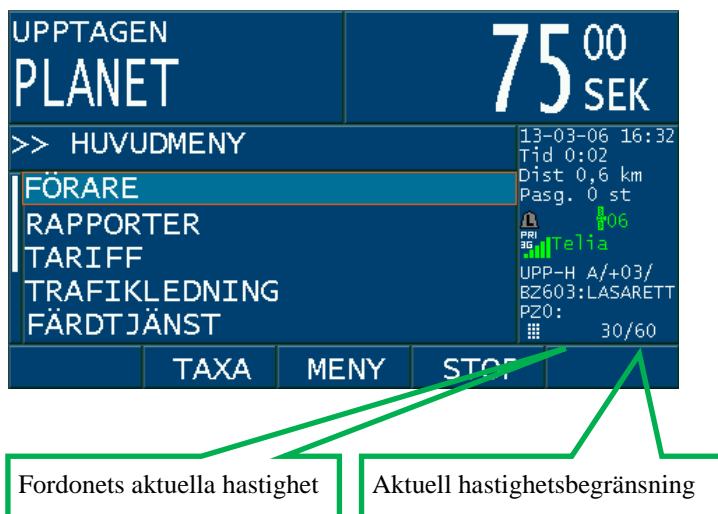 UPPTAGEN
PLANET
75 00 SEK
>> HUVUDMENY
FÖRARE
RAPPORTER
TARIFF
TRAFIKLEDNING
FÄRDTJÄNST
13-03-06 16:32
Tid 0:02
Dist 0,6 km
Pasg. 0 st
L 06
PRI 3G Telia
UPP-H A/+03/
BZ603:LASARETT
PZ0:
30/60
TAXA MENY STOP
Fordonets aktuella hastighet
Aktuell hastighetsbegränsning